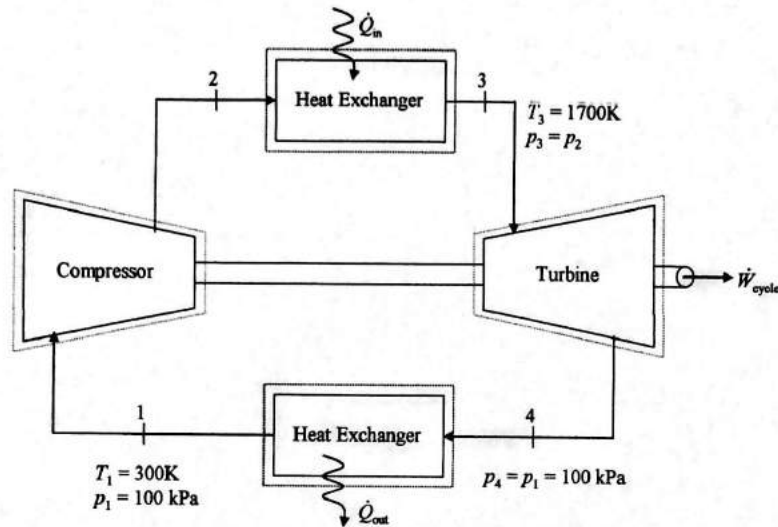 Q̇in
2
Heat Exchanger
3
T3 = 1700K
p3 = p2
Compressor
Turbine
Ẇcycle
1
Heat Exchanger
4
T1 = 300K
p1 = 100 kPa
p4 = p1 = 100 kPa
Q̇out